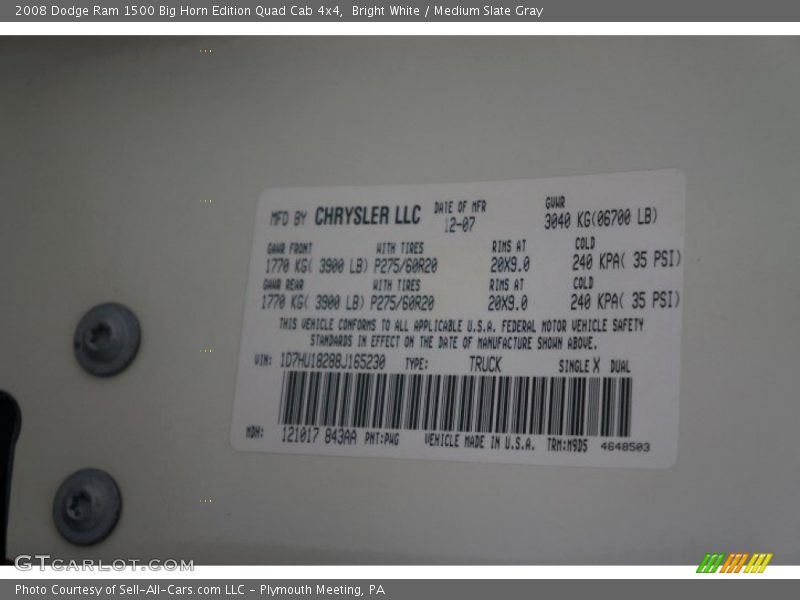 2008 Dodge Ram 1500 Big Horn Edition Quad Cab 4x4,  Bright White / Medium Slate Gray
MFD BY CHRYSLER LLC DATE OF MFR GVWR
12-07 3040 KG(06700 LB)
GAWR FRONT WITH TIRES RIMS AT COLD
1770 KG( 3900 LB) P275/60R20 20X9.0 240 KPA( 35 PSI)
GAWR REAR WITH TIRES RIMS AT COLD
1770 KG( 3900 LB) P275/60R20 20X9.0 240 KPA( 35 PSI)
THIS VEHICLE CONFORMS TO ALL APPLICABLE U.S.A. FEDERAL MOTOR VEHICLE SAFETY
STANDARDS IN EFFECT ON THE DATE OF MANUFACTURE SHOWN ABOVE.
VIN: 1D7HU18288J165230 TYPE: TRUCK SINGLE X DUAL
MDH: 121017 843AA PNT:PWG VEHICLE MADE IN U.S.A. TRM:M9D5 4648503
GTCARLOT.COM
Photo Courtesy of Sell-All-Cars.com LLC - Plymouth Meeting, PA